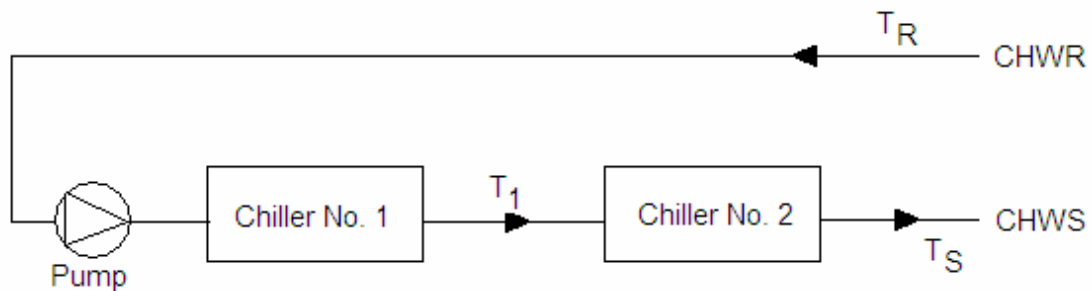 T_R
CHWR
Chiller No. 1
T_1
Chiller No. 2
CHWS
T_S
Pump